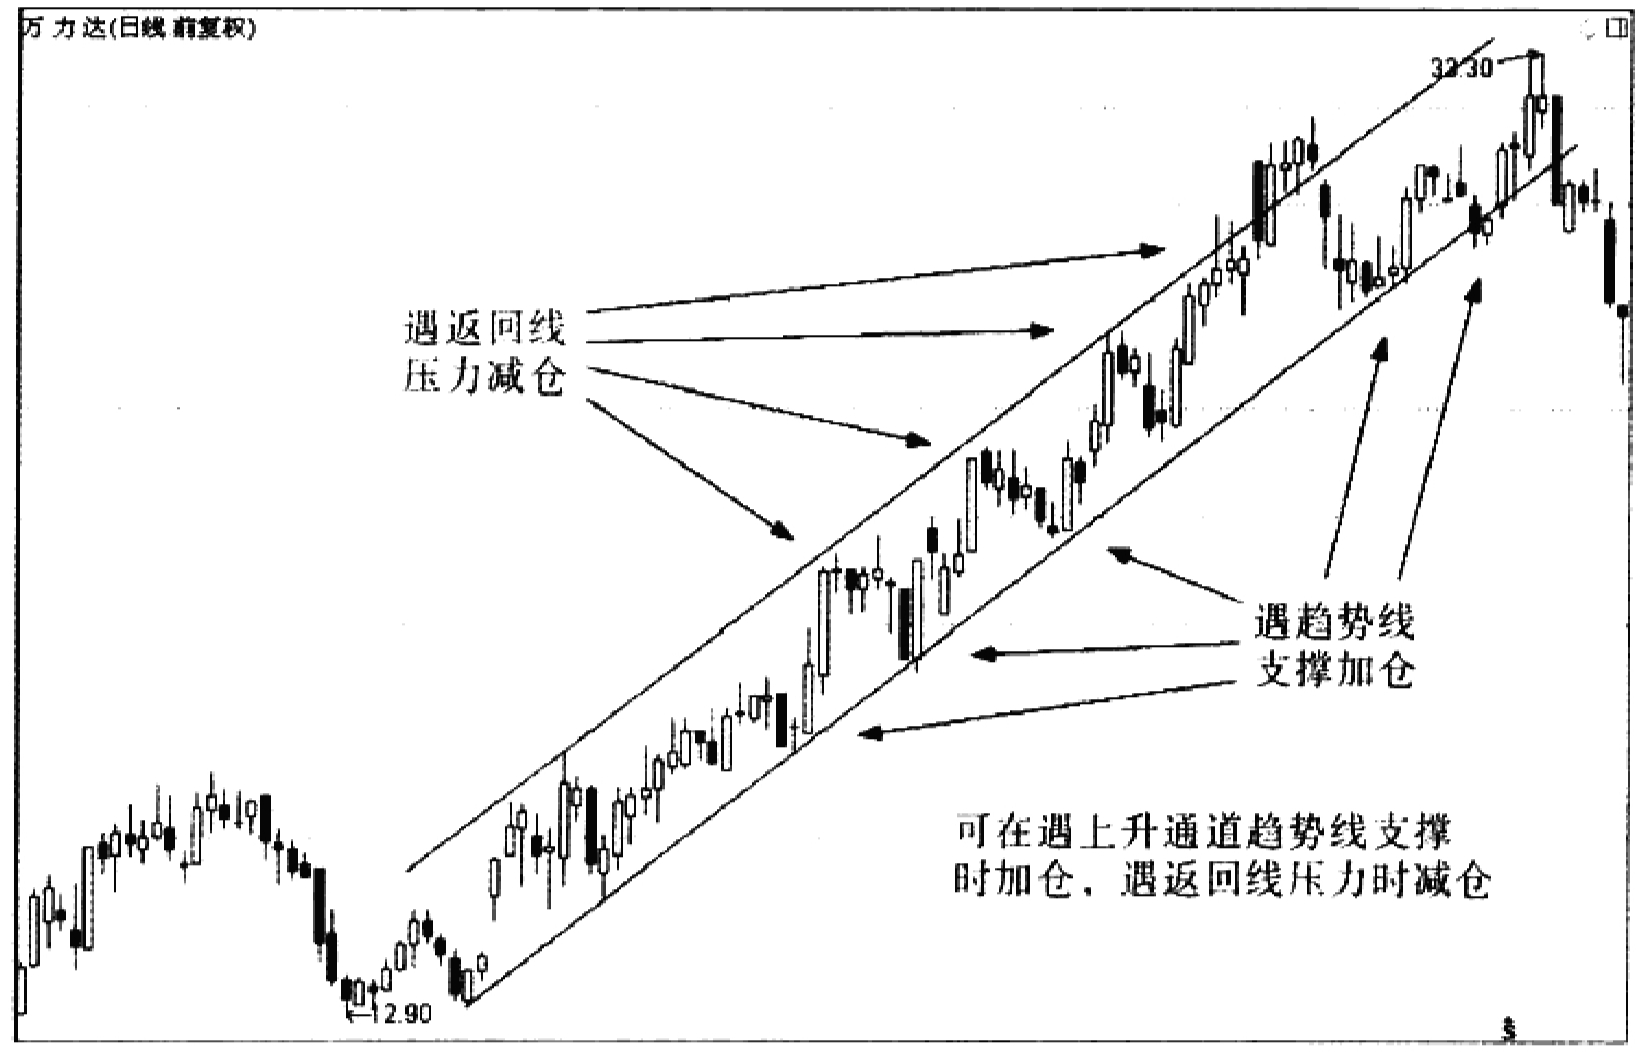 万力达(日线 前复权)
33.30
遇返回线
压力减仓
遇趋势线
支撑加仓
可在遇上升通道趋势线支撑
时加仓，遇返回线压力时减仓
12.90